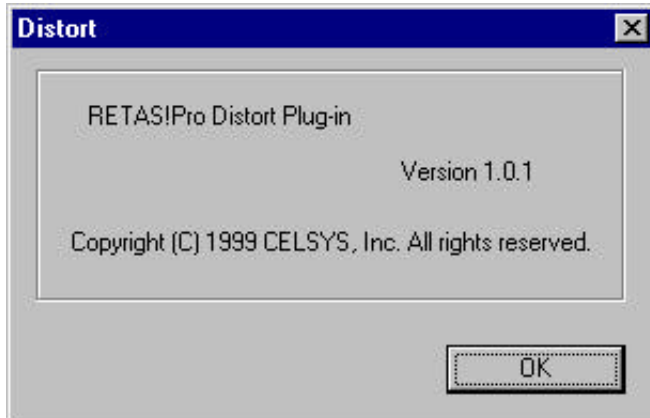 Distort
RETAS!Pro Distort Plug-in
Version 1.0.1
Copyright (C) 1999 CELSYS, Inc. All rights reserved.
OK